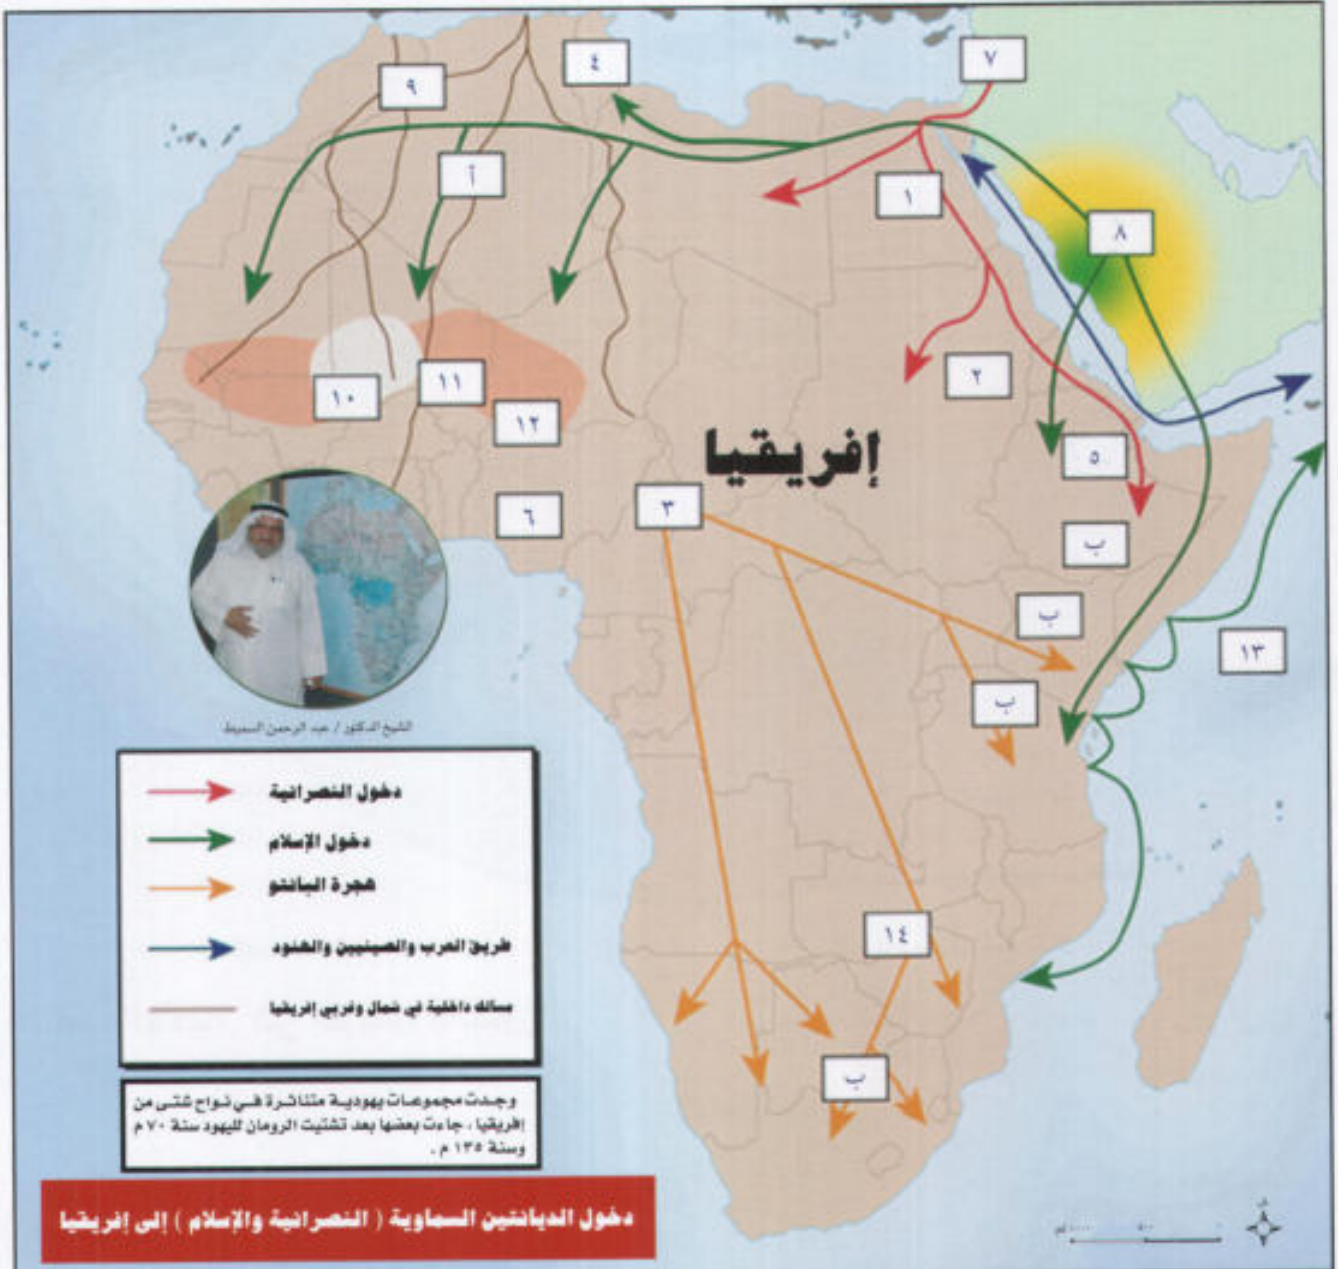 ٧
٤
٩
أ
١
٨
٢
١١
١٠
١٢
إفريقيا
٥
٣
٦
ب
ب
١٣
ب
الشيخ الدكتور / عبد الرحمن السميط
دخول النصرانية
دخول الإسلام
هجرة البانتو
طريق العرب والصينيين والهنود
مسالك داخلية في شمال وغربي إفريقيا
١٤
ب
وجدت مجموعات يهودية متناثرة في نواح شتى من
إفريقيا ، جاءت بعضها بعد تشتيت الرومان لليهود سنة ٧٠ م
وسنة ١٣٥ م .
دخول الديانتين السماوية ( النصرانية والإسلام ) إلى إفريقيا